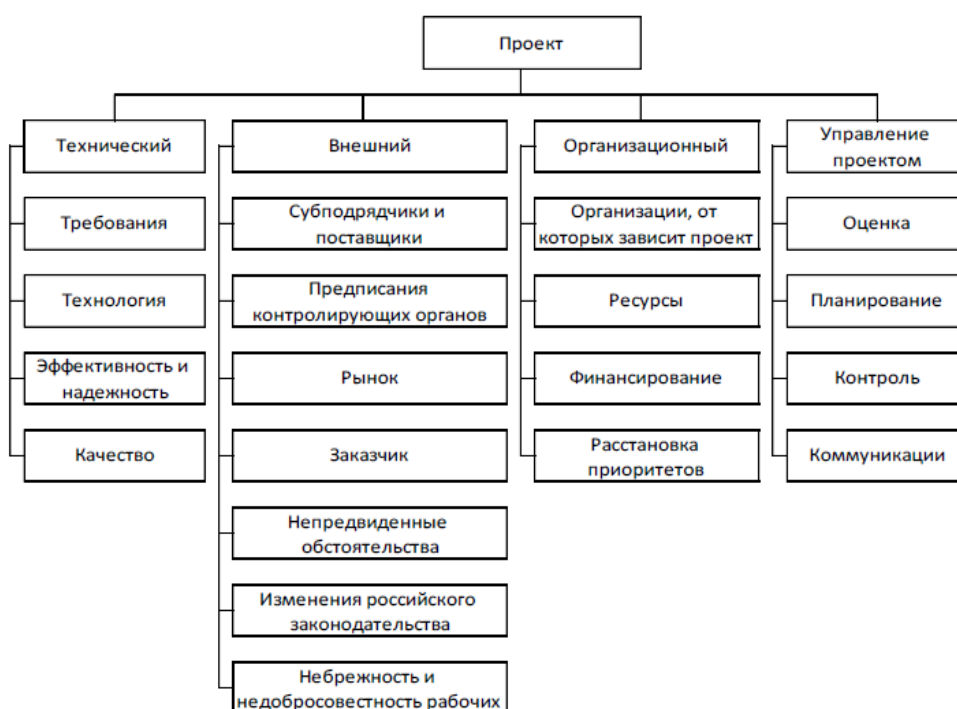 Проект
Технический
Требования
Технология
Эффективность и
надежность
Качество
Внешний
Субподрядчики и
поставщики
Предписания
контролирующих органов
Рынок
Заказчик
Непредвиденные
обстоятельства
Изменения российского
законодательства
Небрежность и
недобросовестность рабочих
Организационный
Организации, от
которых зависит проект
Ресурсы
Финансирование
Расстановка
приоритетов
Управление
проектом
Оценка
Планирование
Контроль
Коммуникации